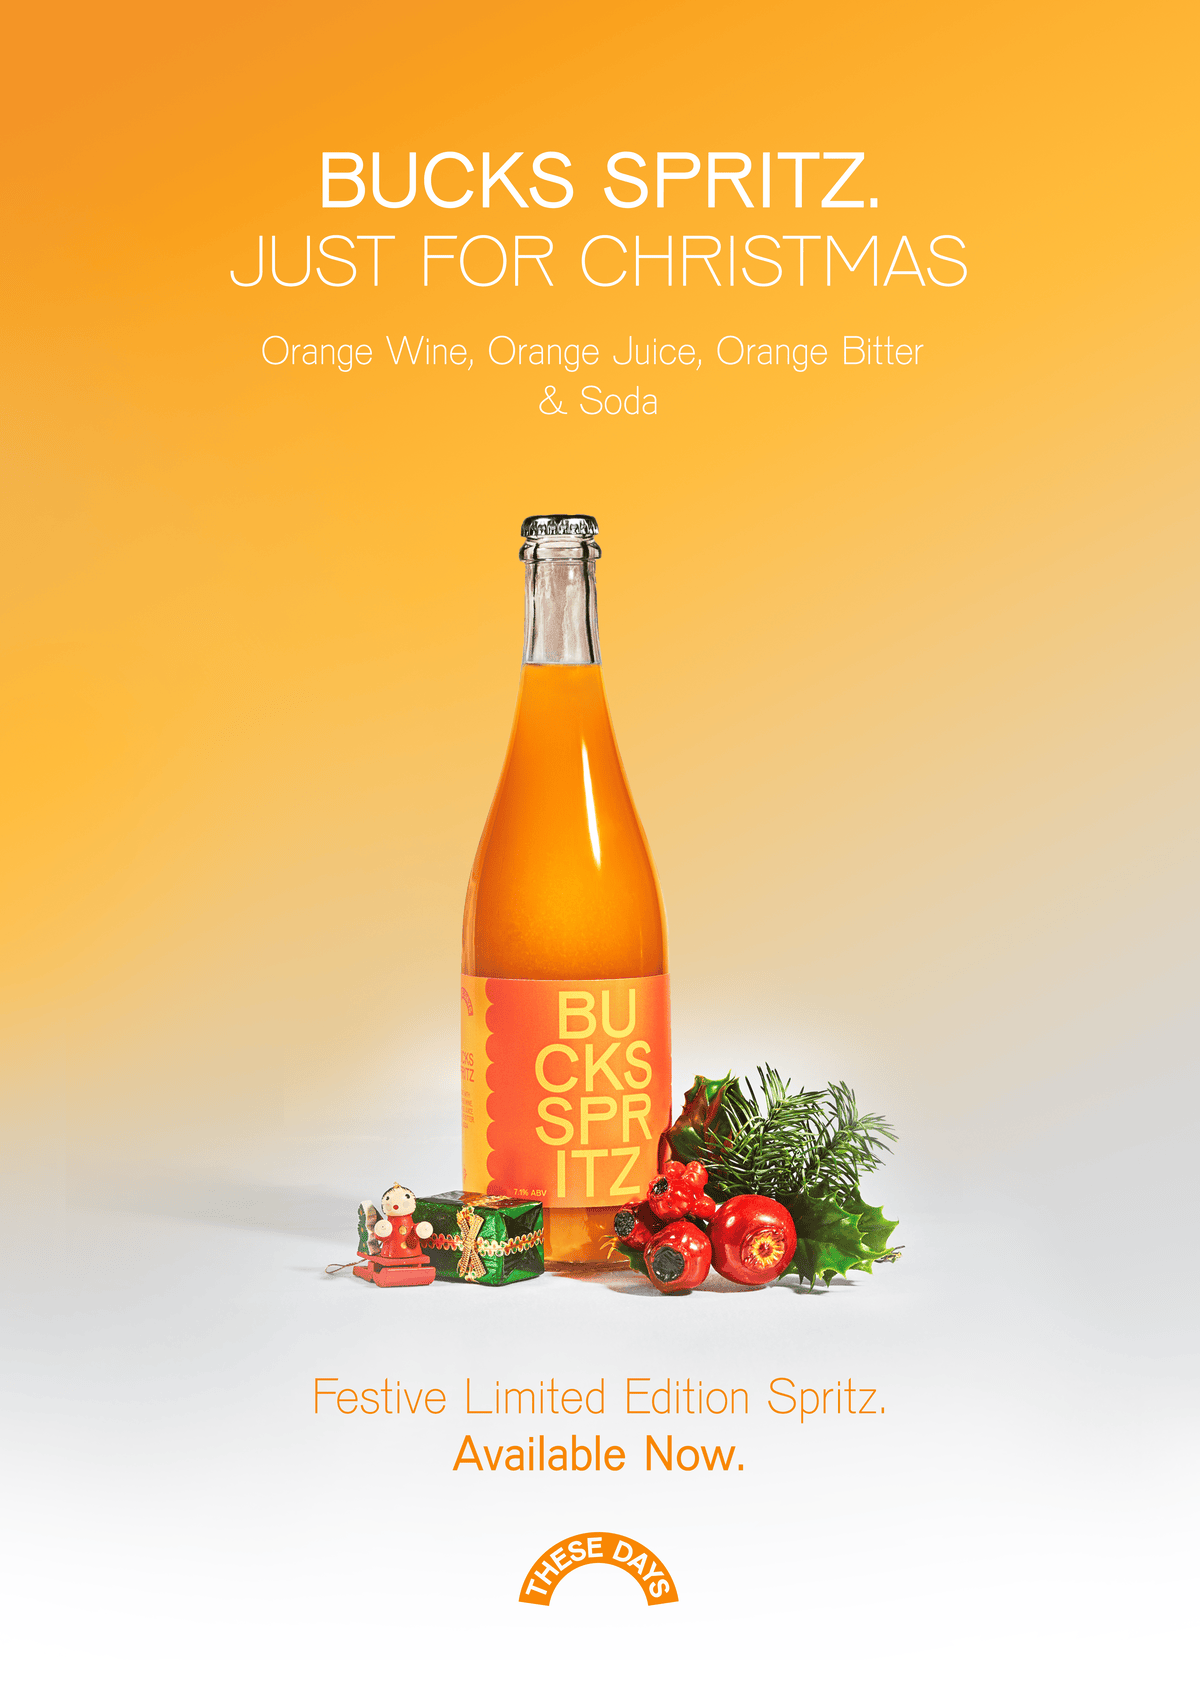 BUCKS SPRITZ.
JUST FOR CHRISTMAS
Orange Wine, Orange Juice, Orange Bitter
& Soda
BU
CKS
SPR
ITZ
7.1% ABV
Festive Limited Edition Spritz.
Available Now.
THESE DAYS